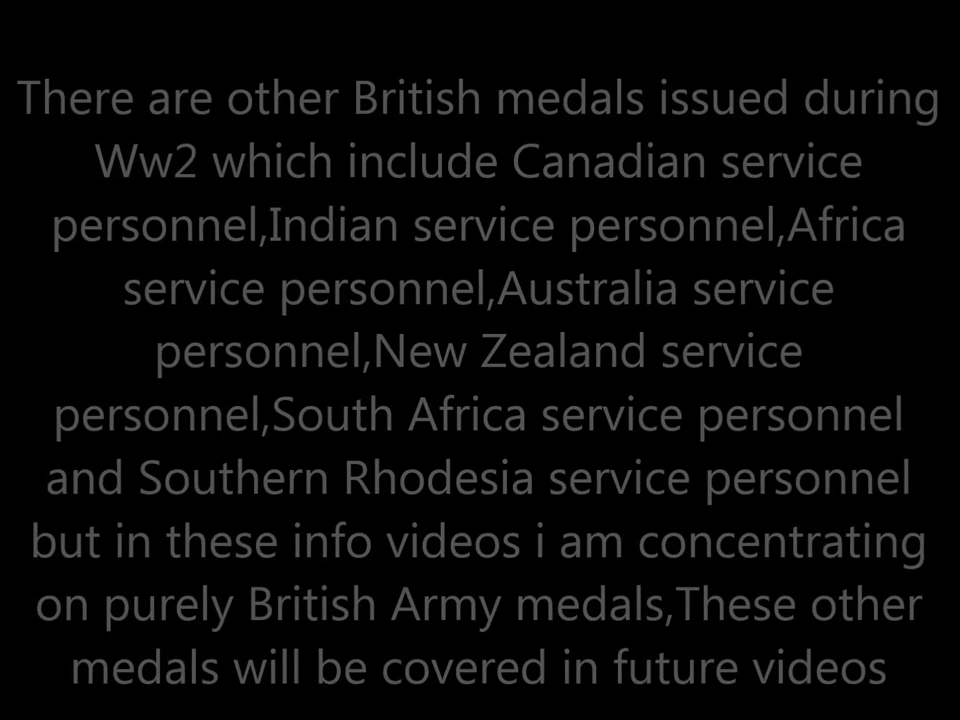 There are other British medals issued during
Ww2 which include Canadian service
personnel,Indian service personnel,Africa
service personnel,Australia service
personnel,New Zealand service
personnel,South Africa service personnel
and Southern Rhodesia service personnel
but in these info videos i am concentrating
on purely British Army medals,These other
medals will be covered in future videos